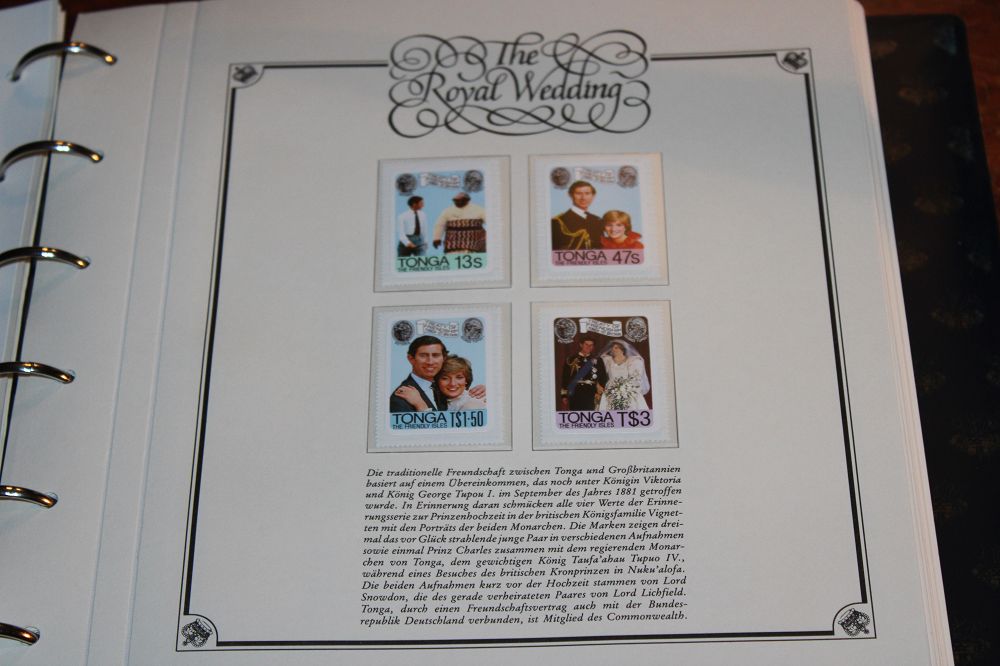 The
Royal Wedding
TONGA 13s
THE FRIENDLY ISLES
TONGA 47s
THE FRIENDLY ISLES
TREATY OF
TONGA T$1·50
THE FRIENDLY ISLES
TREATY OF
TONGA T$3
THE FRIENDLY ISLES
Die traditionelle Freundschaft zwischen Tonga und Großbritannien
basiert auf einem Übereinkommen, das noch unter Königin Viktoria
und König George Tupou I. im September des Jahres 1881 getroffen
wurde. In Erinnerung daran schmücken alle vier Werte der Erinne-
rungsserie zur Prinzenhochzeit in der britischen Königsfamilie Vignet-
ten mit den Porträts der beiden Monarchen. Die Marken zeigen drei-
mal das vor Glück strahlende junge Paar in verschiedenen Aufnahmen
sowie einmal Prinz Charles zusammen mit dem regierenden Monar-
chen von Tonga, dem gewichtigen König Taufa'ahau Tupuo IV.,
während eines Besuches des britischen Kronprinzen in Nuku'alofa.
Die beiden Aufnahmen kurz vor der Hochzeit stammen von Lord
Snowdon, die des gerade verheirateten Paares von Lord Lichfield.
Tonga, durch einen Freundschaftsvertrag auch mit der Bundes-
republik Deutschland verbunden, ist Mitglied des Commonwealth.